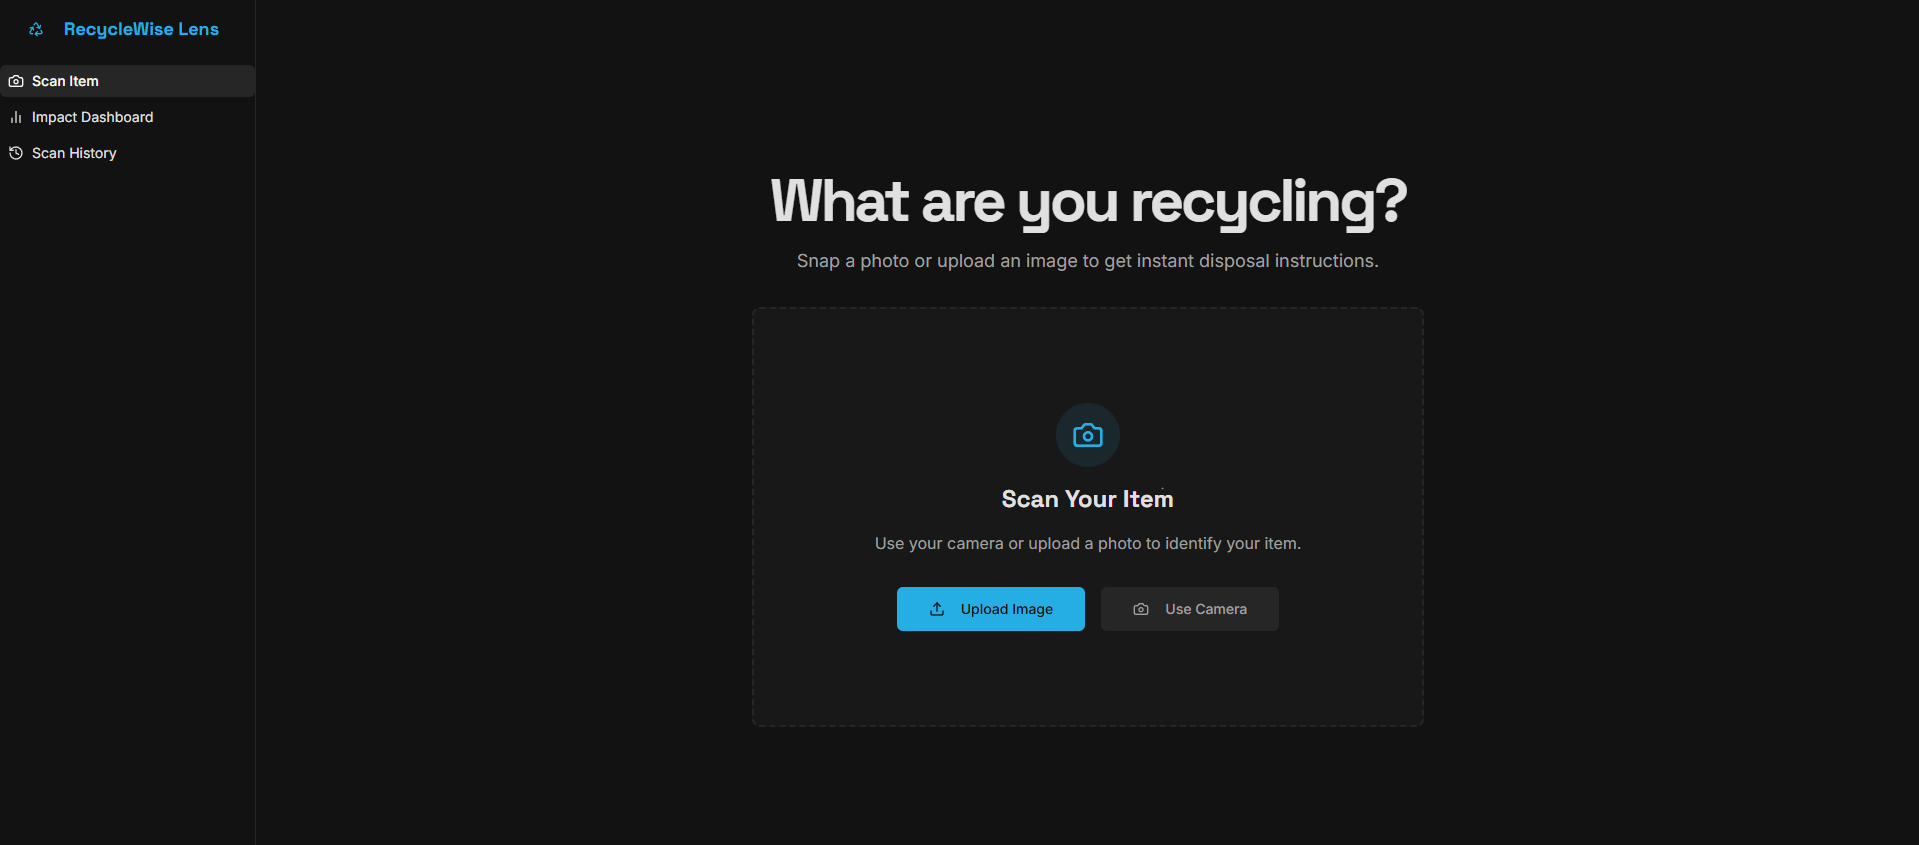 RecycleWise Lens
Scan Item
Impact Dashboard
Scan History
What are you recycling?
Snap a photo or upload an image to get instant disposal instructions.
Scan Your Item
Use your camera or upload a photo to identify your item.
Upload Image
Use Camera